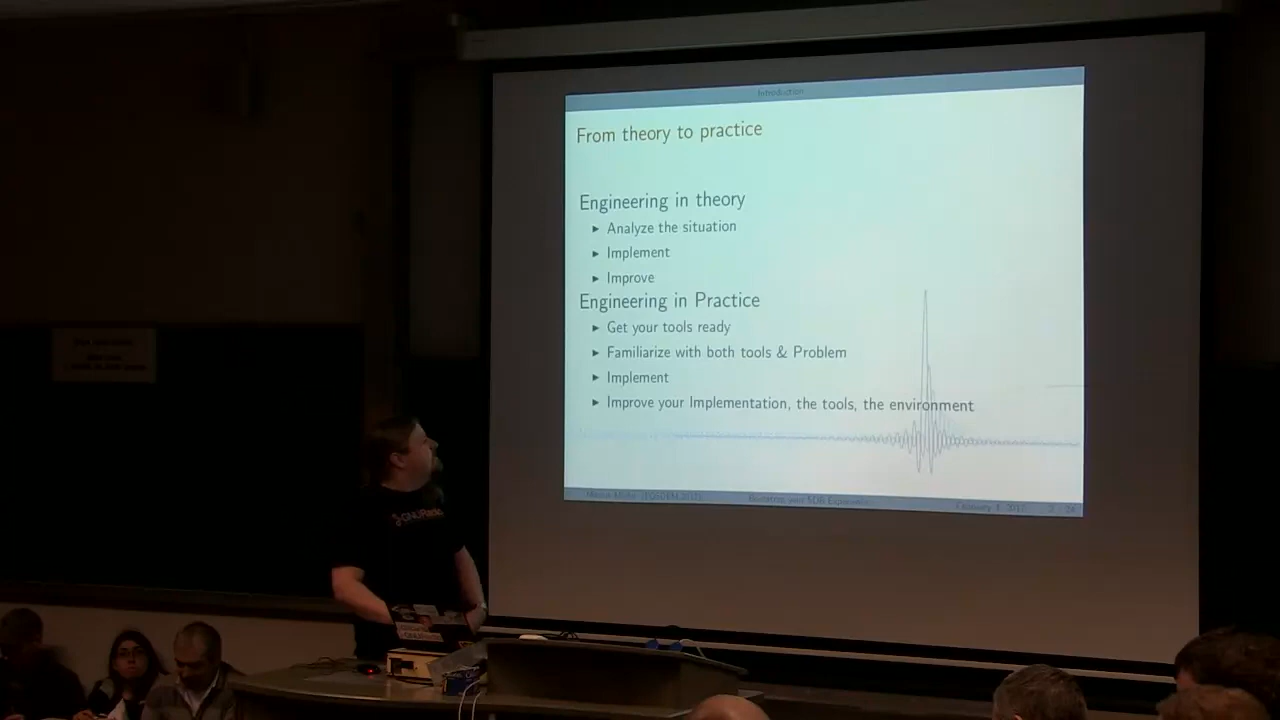 Introduction
From theory to practice
Engineering in theory
► Analyze the situation
► Implement
► Improve
Engineering in Practice
► Get your tools ready
► Familiarize with both tools & Problem
► Implement
► Improve your Implementation, the tools, the environment
GNURadio